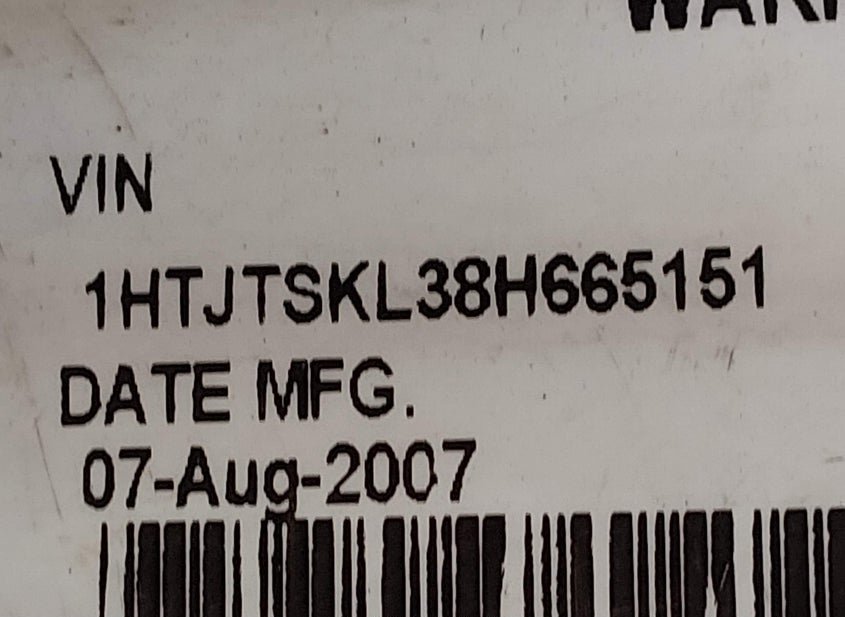 VIN
1HTJTSKL38H665151
DATE MFG.
07-Aug-2007